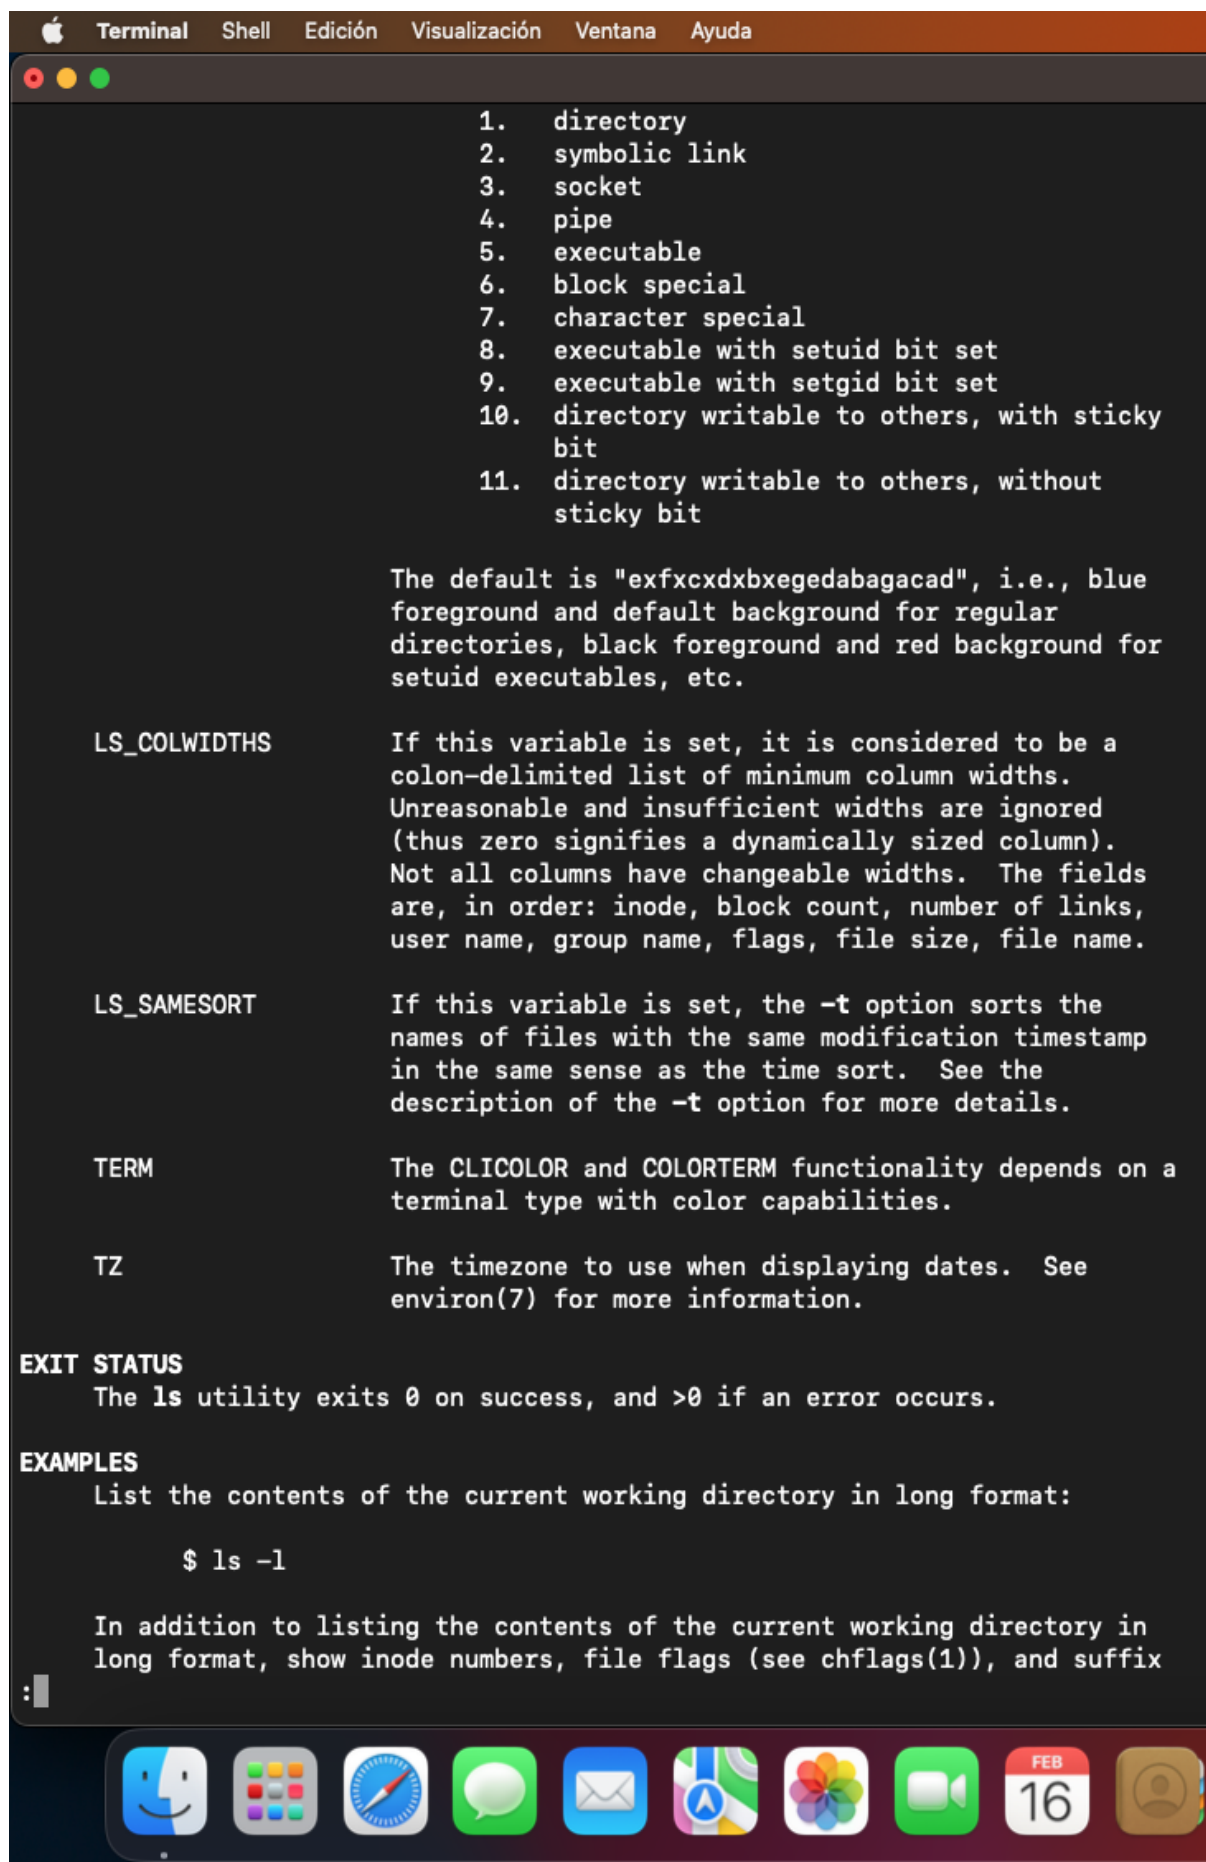 Terminal Shell Edición Visualización Ventana Ayuda
1. directory
2. symbolic link
3. socket
4. pipe
5. executable
6. block special
7. character special
8. executable with setuid bit set
9. executable with setgid bit set
10. directory writable to others, with sticky
bit
11. directory writable to others, without
sticky bit
The default is "exfxcxdxbxegedabagacad", i.e., blue
foreground and default background for regular
directories, black foreground and red background for
setuid executables, etc.
LS_COLWIDTHS If this variable is set, it is considered to be a
colon-delimited list of minimum column widths.
Unreasonable and insufficient widths are ignored
(thus zero signifies a dynamically sized column).
Not all columns have changeable widths. The fields
are, in order: inode, block count, number of links,
user name, group name, flags, file size, file name.
LS_SAMESORT If this variable is set, the -t option sorts the
names of files with the same modification timestamp
in the same sense as the time sort. See the
description of the -t option for more details.
TERM The CLICOLOR and COLORTERM functionality depends on a
terminal type with color capabilities.
TZ The timezone to use when displaying dates. See
environ(7) for more information.
EXIT STATUS
The ls utility exits 0 on success, and >0 if an error occurs.
EXAMPLES
List the contents of the current working directory in long format:
$ ls -l
In addition to listing the contents of the current working directory in
long format, show inode numbers, file flags (see chflags(1)), and suffix
:
FEB
16